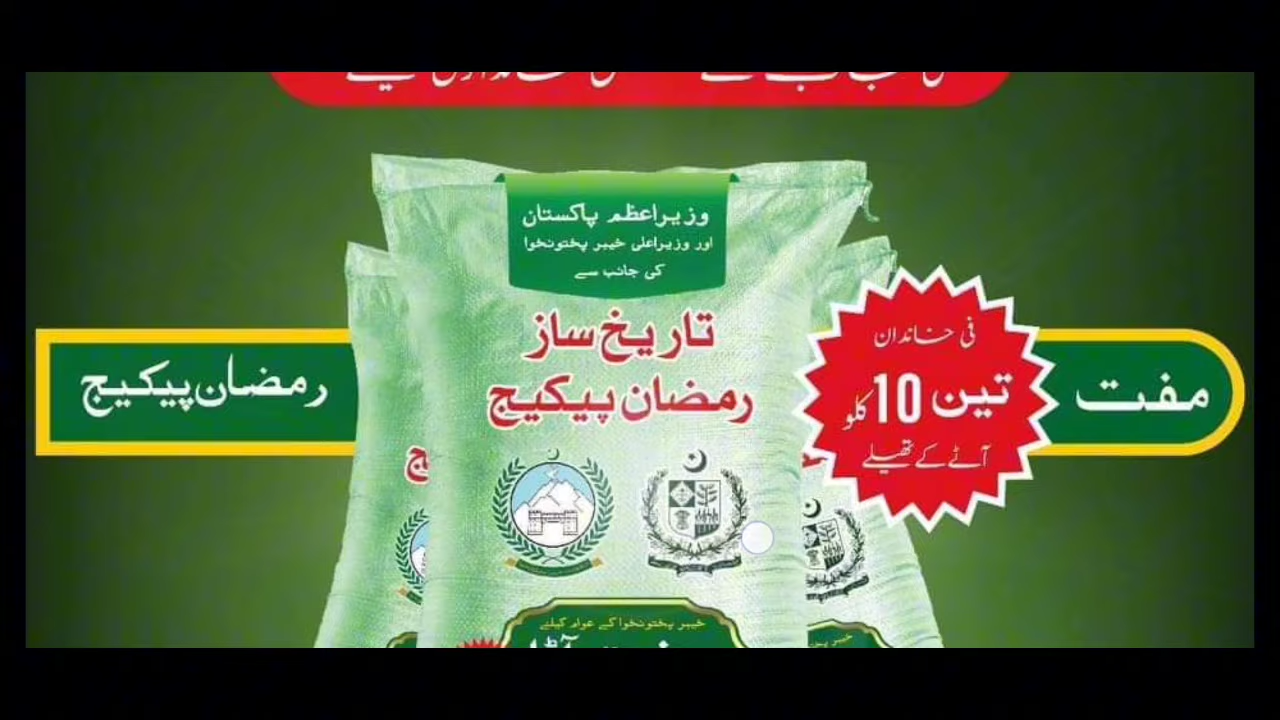 وزیراعظم پاکستان
اور وزیراعلی خیبر پختونخوا
کی جانب سے
تاریخ ساز
رمضان پیکیج
مفت
فی خاندان
تین 10 کلو
آٹے کے تھیلے
رمضان پیکیج
خیبر پختونخوا کے عوام کیلئے